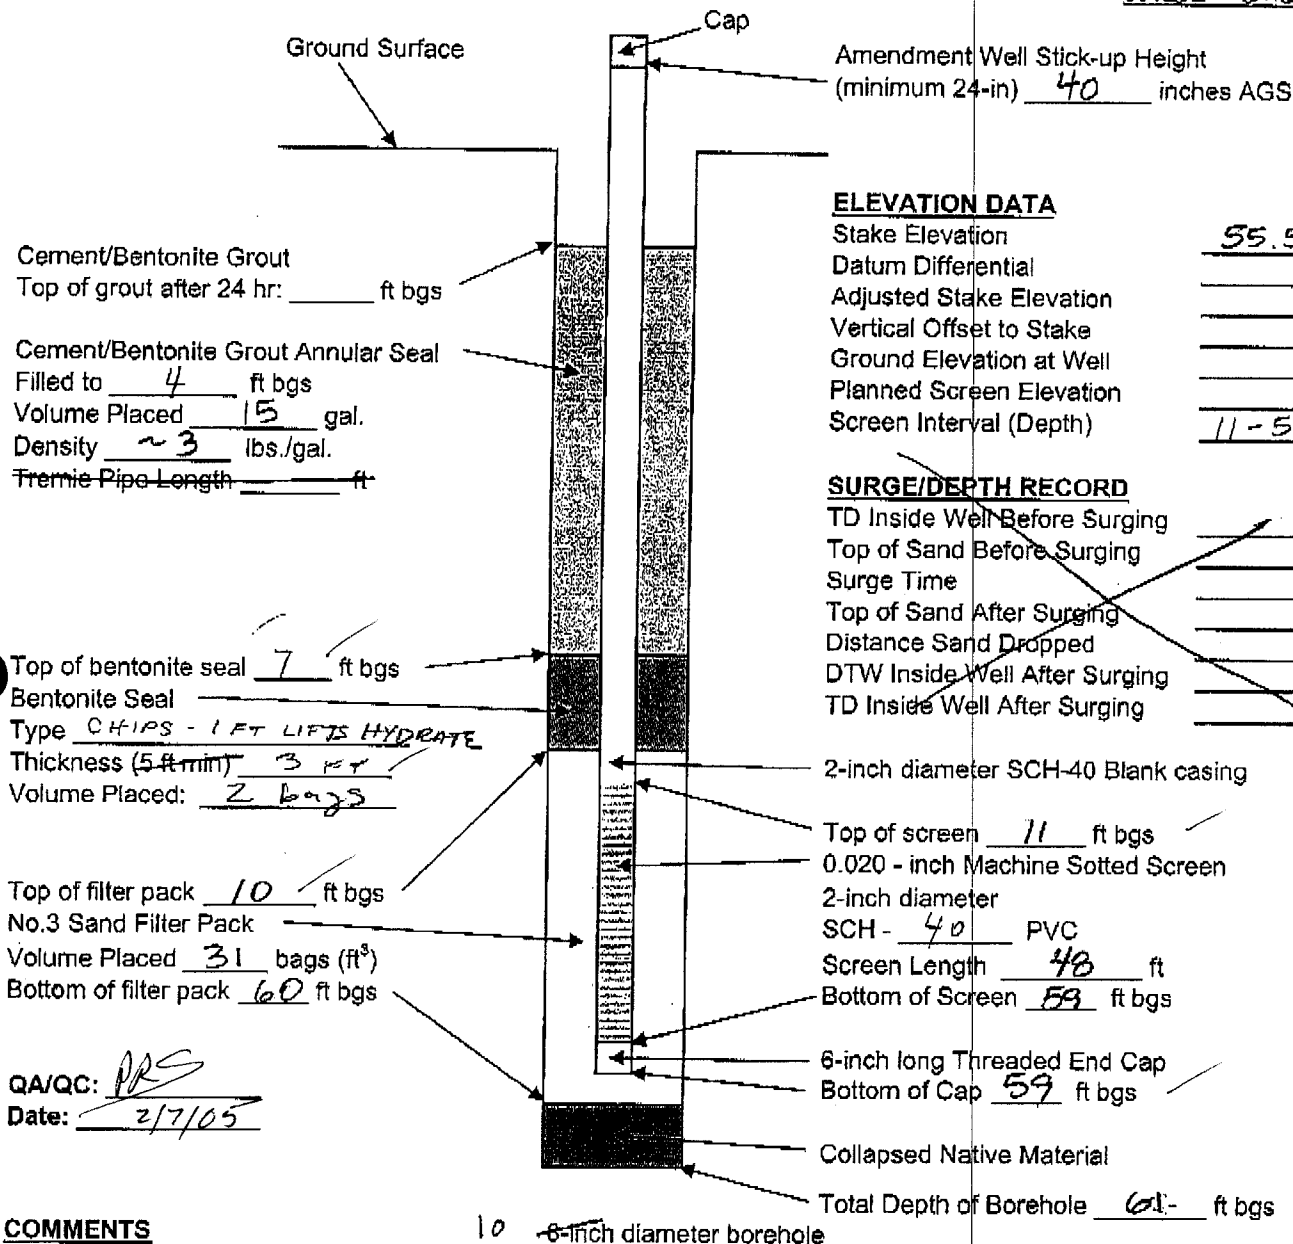 Cap
Ground Surface
Amendment Well Stick-up Height
(minimum 24-in) 40 inches AGS
ELEVATION DATA
Stake Elevation 55.5
Datum Differential
Adjusted Stake Elevation
Vertical Offset to Stake
Ground Elevation at Well
Planned Screen Elevation
Screen Interval (Depth) 11-5
Cement/Bentonite Grout
Top of grout after 24 hr: ft bgs
Cement/Bentonite Grout Annular Seal
Filled to 4 ft bgs
Volume Placed 15 gal.
Density ~3 lbs./gal.
Tremie Pipe Length ft
SURGE/DEPTH RECORD
TD Inside Well Before Surging
Top of Sand Before Surging
Surge Time
Top of Sand After Surging
Distance Sand Dropped
DTW Inside Well After Surging
TD Inside Well After Surging
Top of bentonite seal 7 ft bgs
Bentonite Seal
Type CHIPS - 1 FT LIFTS HYDRATE
Thickness (5 ft min) 3 FT
Volume Placed: 2 bags
2-inch diameter SCH-40 Blank casing
Top of screen 11 ft bgs
0.020 - inch Machine Sotted Screen
2-inch diameter
SCH - 40 PVC
Screen Length 48 ft
Bottom of Screen 59 ft bgs
Top of filter pack 10 ft bgs
No.3 Sand Filter Pack
Volume Placed 31 bags (ft³)
Bottom of filter pack 60 ft bgs
6-inch long Threaded End Cap
Bottom of Cap 59 ft bgs
QA/QC: PRS
Date: 2/7/05
Collapsed Native Material
Total Depth of Borehole ft bgs
COMMENTS
10 6-inch diameter borehole